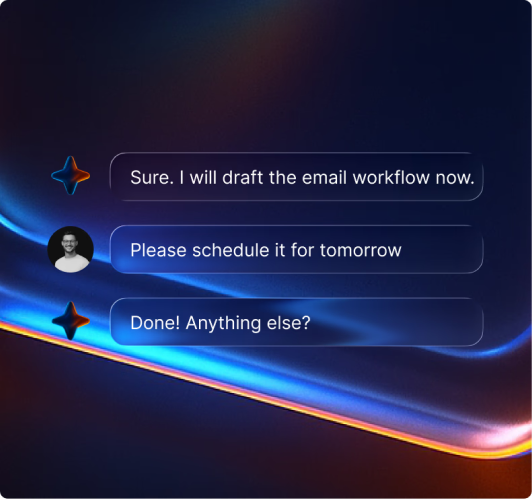 Sure. I will draft the email workflow now.
Please schedule it for tomorrow
Done! Anything else?